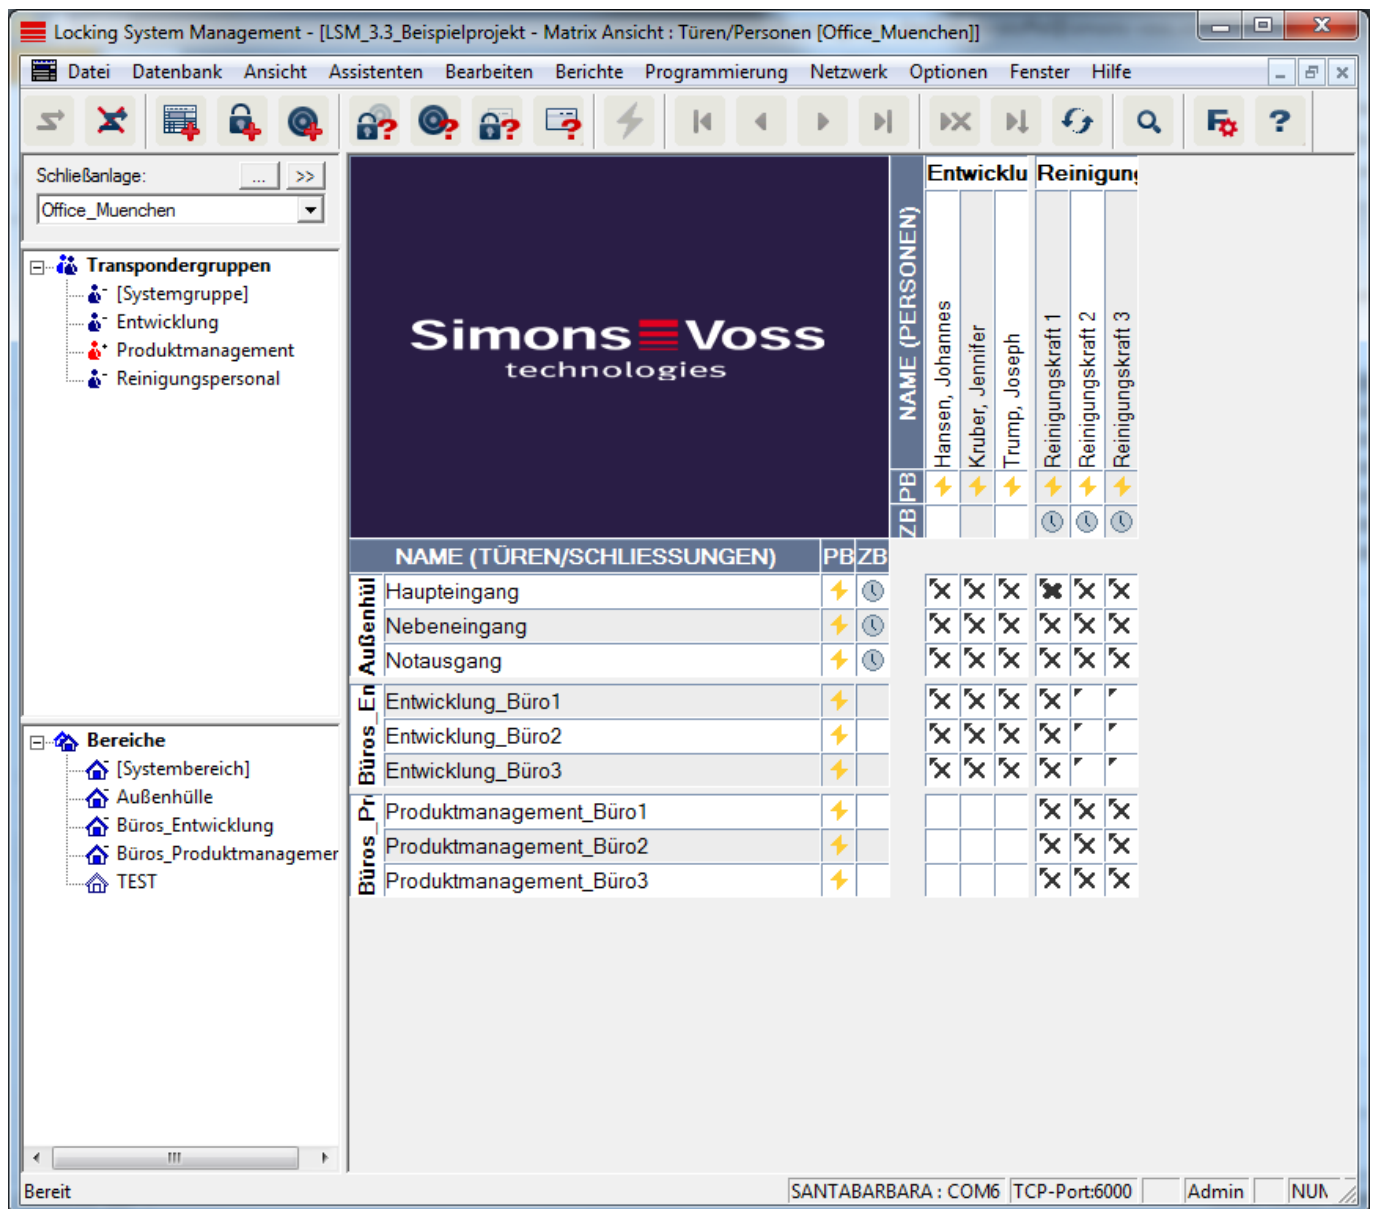 Locking System Management - [LSM_3.3_Beispielprojekt - Matrix Ansicht : Türen/Personen [Office_Muenchen]]
Datei Datenbank Ansicht Assistenten Bearbeiten Berichte Programmierung Netzwerk Optionen Fenster Hilfe
Schließanlage: ... >>
Office_Muenchen
Transpondergruppen
[Systemgruppe]
Entwicklung
Produktmanagement
Reinigungspersonal
Bereiche
[Systembereich]
Außenhülle
Büros_Entwicklung
Büros_Produktmanagemer
TEST
Simons Voss
technologies
NAME (PERSONEN)
PB
ZB
Entwicklu Reinigung
Hansen, Johannes
Kruber, Jennifer
Trump, Joseph
Reinigungskraft 1
Reinigungskraft 2
Reinigungskraft 3
NAME (TÜREN/SCHLIESSUNGEN) PB ZB
Außenhül
Haupteingang
Nebeneingang
Notausgang
Büros_En
Entwicklung_Büro1
Entwicklung_Büro2
Entwicklung_Büro3
Büros_Pr
Produktmanagement_Büro1
Produktmanagement_Büro2
Produktmanagement_Büro3
Bereit SANTABARBARA : COM6 TCP-Port:6000 Admin NUM